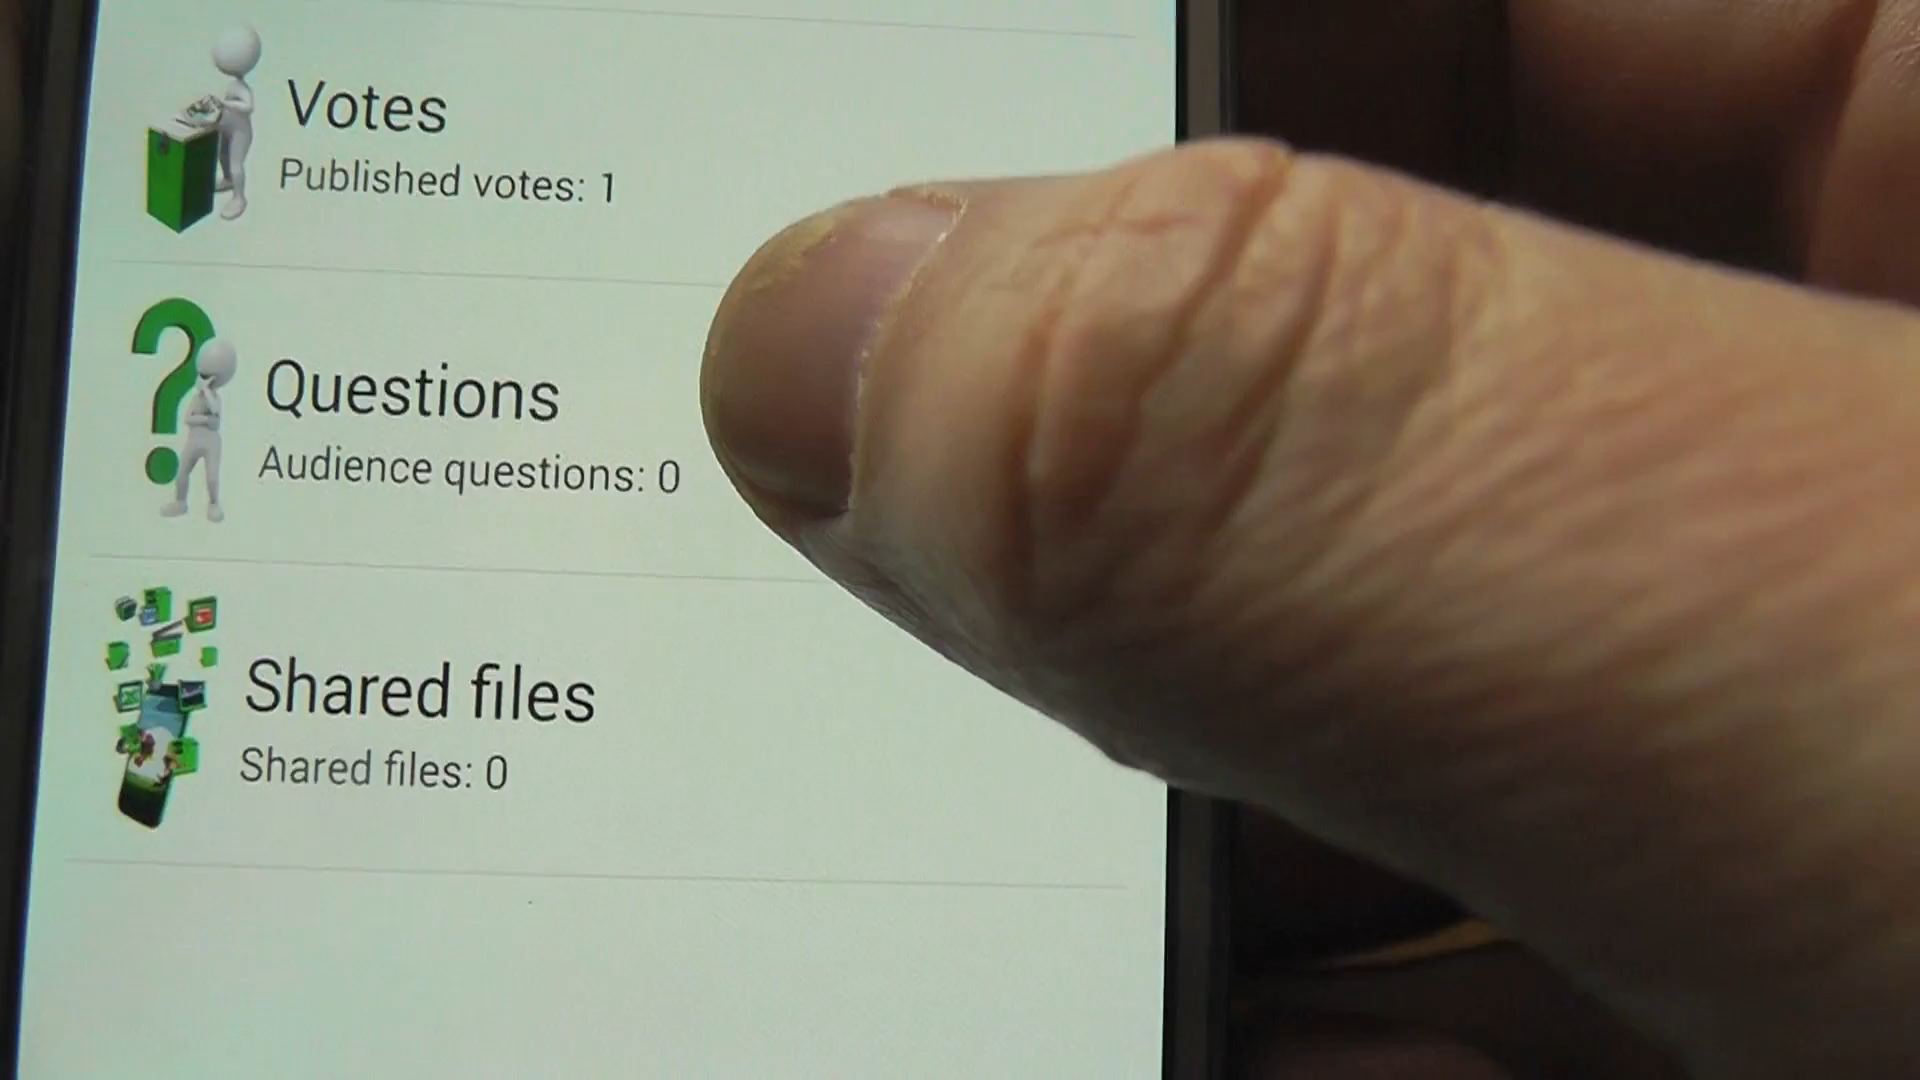 Votes
Published votes: 1
Questions
Audience questions: 0
Shared files
Shared files: 0